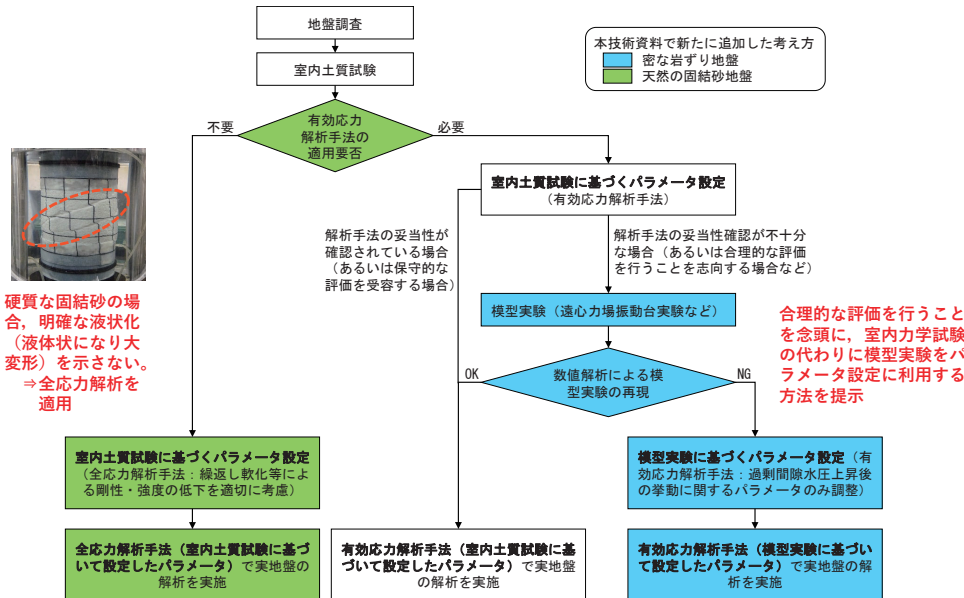 地盤調査
室内土質試験
本技術資料で新たに追加した考え方
密な岩ずり地盤
天然の固結砂地盤
有効応力
解析手法の
適用要否
不要
必要
室内土質試験に基づくパラメータ設定
（有効応力解析手法）
解析手法の妥当性が
確認されている場合
（あるいは保守的な
評価を受容する場合）
解析手法の妥当性確認が不十分
な場合（あるいは合理的な評価
を行うことを志向する場合など）
硬質な固結砂の場
合，明確な液状化
（液体状になり大
変形）を示さない。
⇒全応力解析を
適用
模型実験（遠心力場振動台実験など）
合理的な評価を行うこと
を念頭に，室内力学試験
の代わりに模型実験をパ
ラメータ設定に利用する
方法を提示
数値解析による模
型実験の再現
OK
NG
室内土質試験に基づくパラメータ設定
（全応力解析手法：繰返し軟化等によ
る剛性・強度の低下を適切に考慮）
模型実験に基づくパラメータ設定（有
効応力解析手法：過剰間隙水圧上昇後
の挙動に関するパラメータのみ調整）
全応力解析手法（室内土質試験に基づ
いて設定したパラメータ）で実地盤の
解析を実施
有効応力解析手法（室内土質試験に基
づいて設定したパラメータ）で実地盤
の解析を実施
有効応力解析手法（模型実験に基づい
て設定したパラメータ）で実地盤の解
析を実施